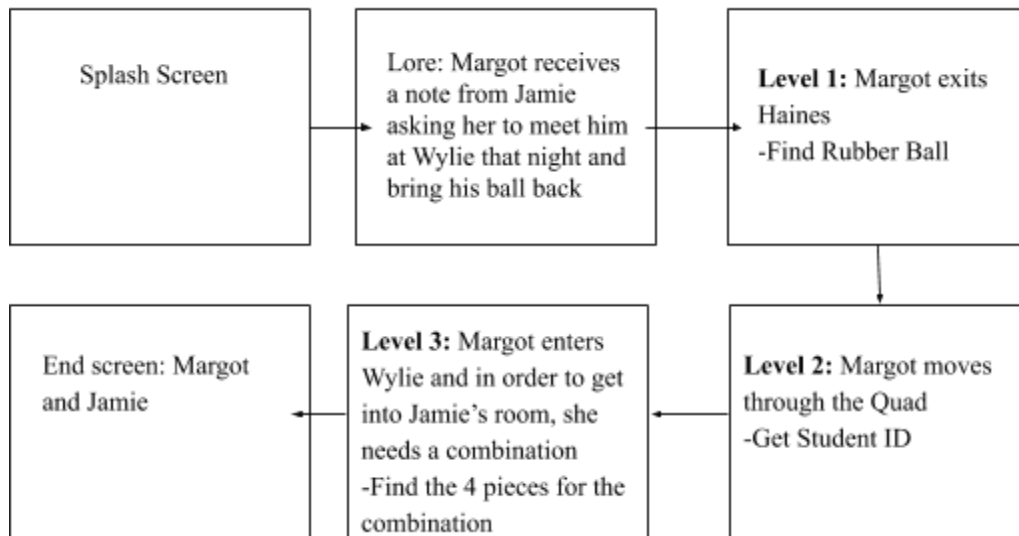 Splash Screen
Lore: Margot receives
a note from Jamie
asking her to meet him
at Wylie that night and
bring his ball back
Level 1: Margot exits
Haines
-Find Rubber Ball
Level 2: Margot moves
through the Quad
-Get Student ID
Level 3: Margot enters
Wylie and in order to get
into Jamie's room, she
needs a combination
-Find the 4 pieces for the
combination
End screen: Margot
and Jamie